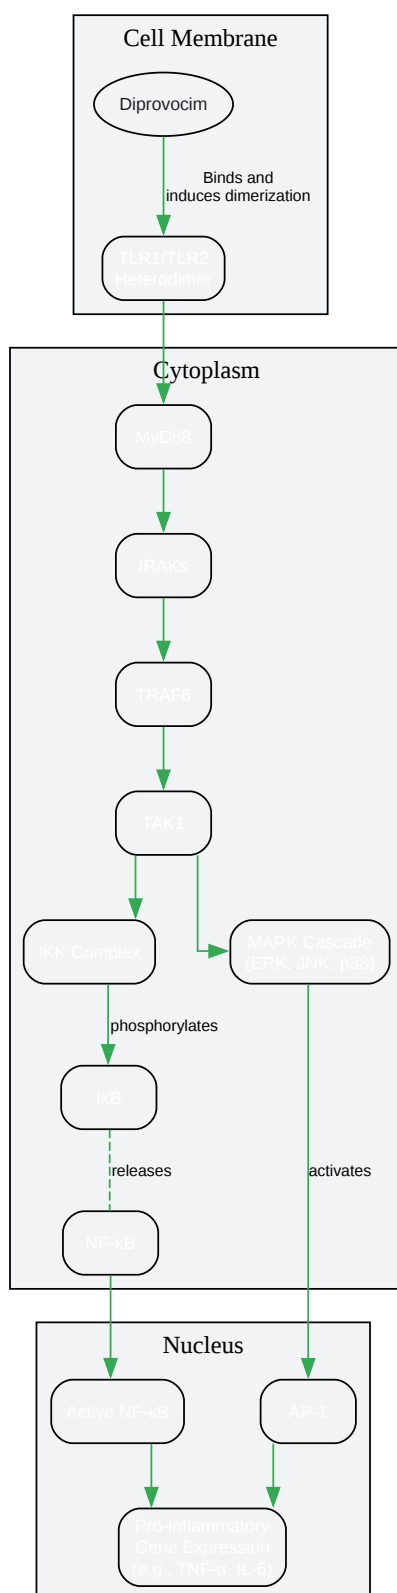 Cell Membrane
Diprovocim
Binds and
induces dimerization
TLR1/TLR2
Heterodimer
Cytoplasm
MyD88
IRAKs
TRAF6
TAK1
IKK Complex
MAPK Cascade
(ERK, JNK, p38)
phosphorylates
IκB
releases
activates
NF-κB
Nucleus
Active NF-κB
AP-1
Pro-inflammatory
Gene Expression
(e.g., TNF-α, IL-6)